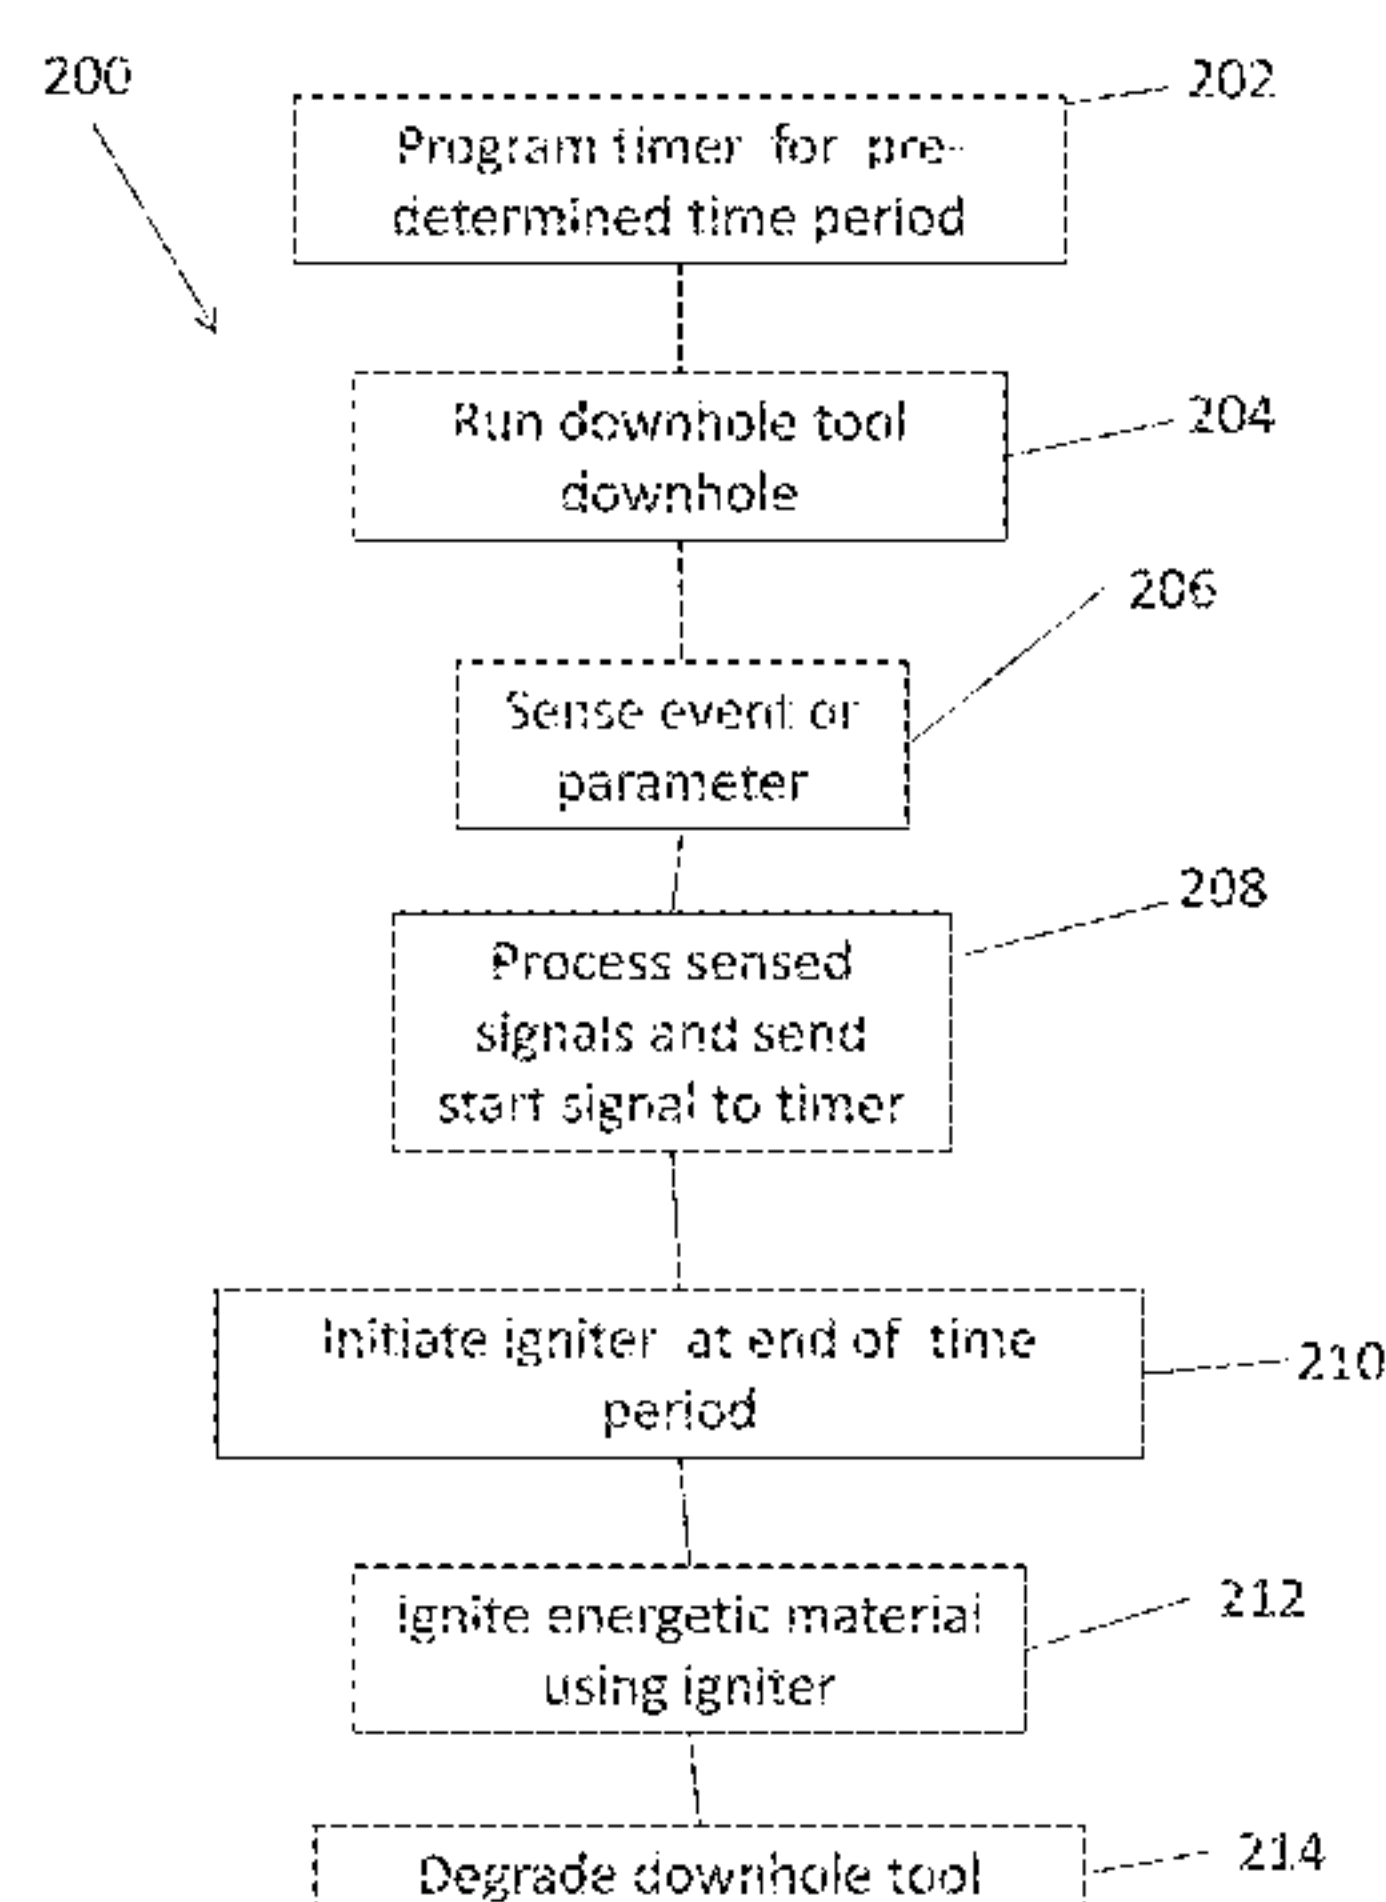 200
202
Program timer for pre-
determined time period
Run downhole tool
downhole
204
206
Sense event or
parameter
208
Process sensed
signals and send
start signal to timer
Initiate igniter at end of time
period
210
Ignite energetic material
using igniter
212
214
Degrade downhole tool